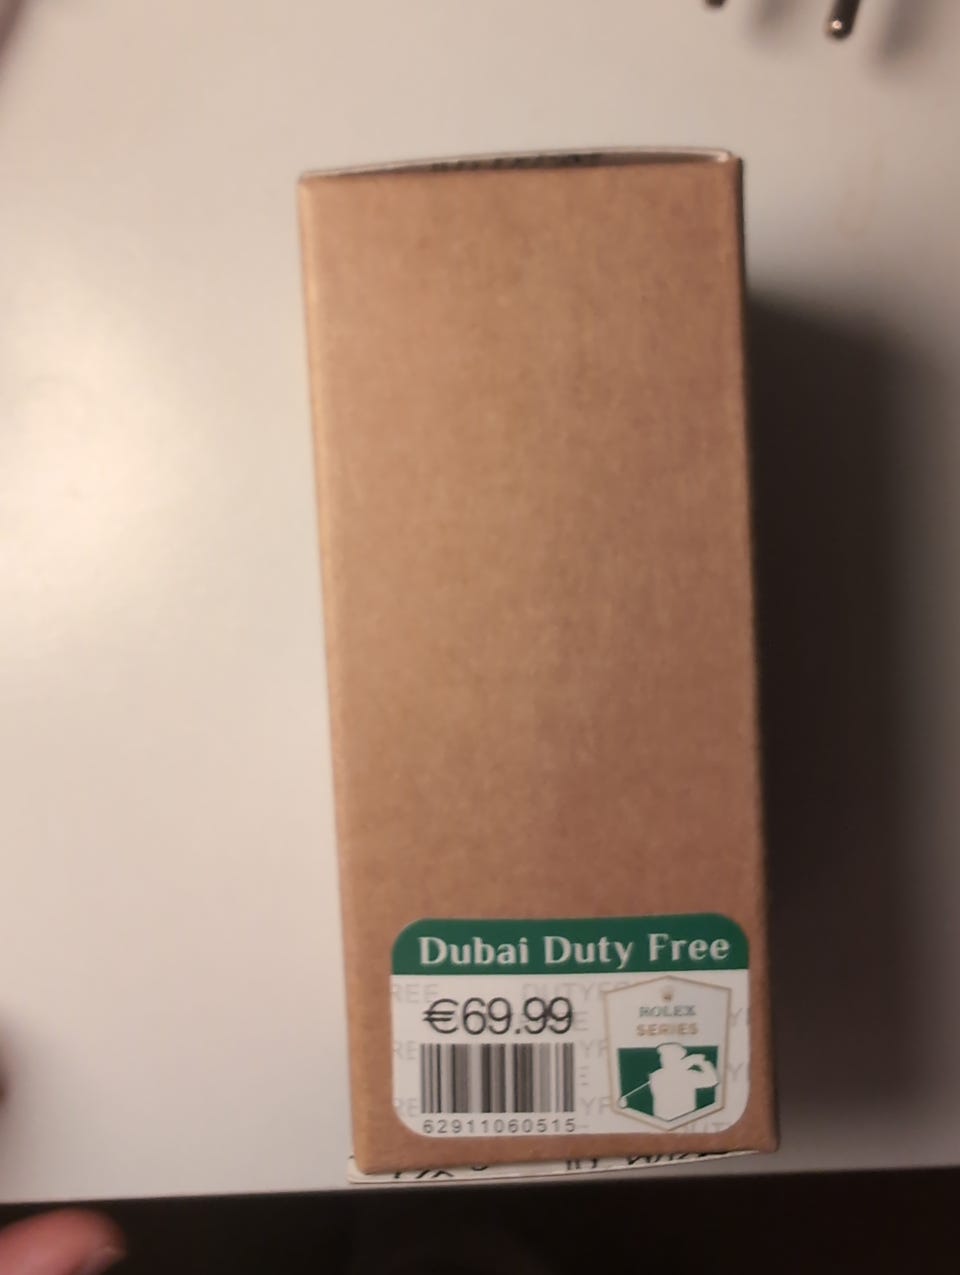 Dubai Duty Free
€69.99
62911060515
ROLEX
SERIES